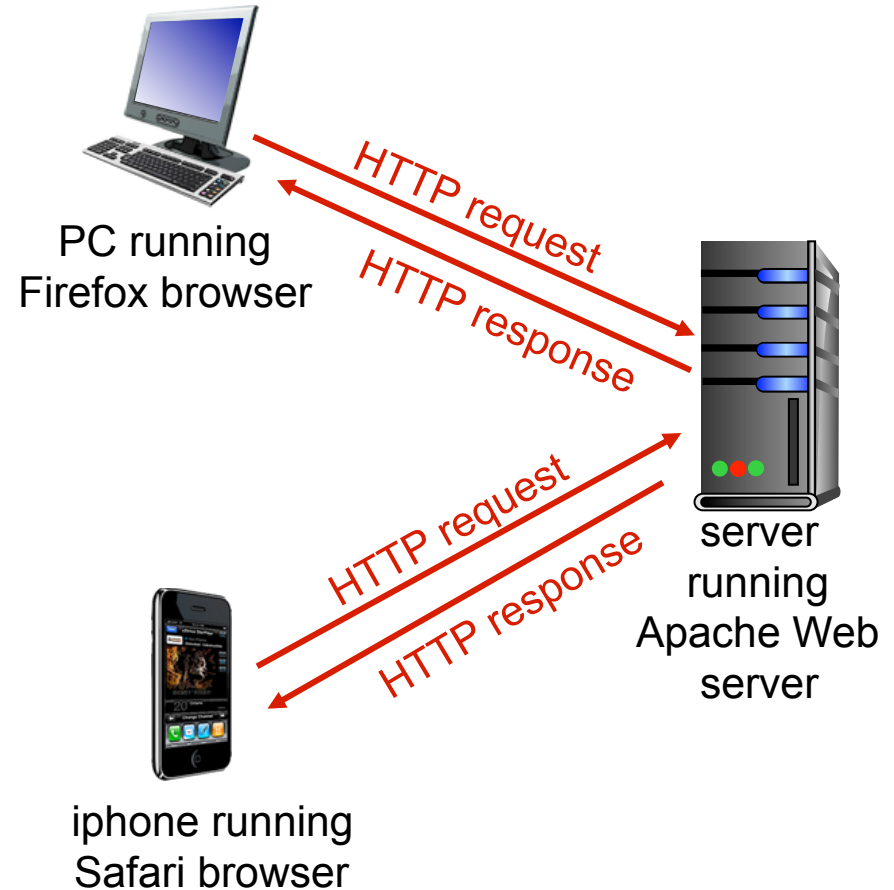 HTTP request
HTTP response
PC running
Firefox browser
HTTP request
HTTP response
server
running
Apache Web
server
iphone running
Safari browser